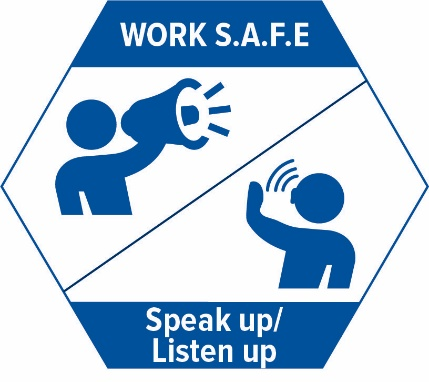 WORK S.A.F.E
Speak up/
Listen up